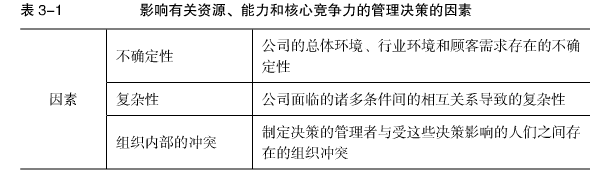 表 3-1 影响有关资源、能力和核心竞争力的管理决策的因素
因素
不确定性
公司的总体环境、行业环境和顾客需求存在的不确
定性
复杂性
公司面临的诸多条件间的相互关系导致的复杂性
组织内部的冲突
制定决策的管理者与受这些决策影响的人们之间存
在的组织冲突